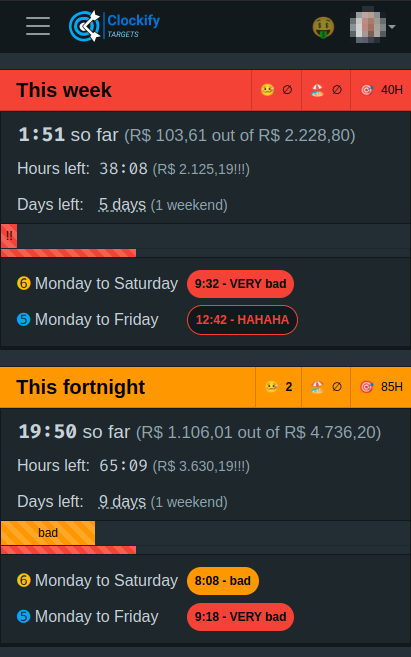 Clockify
TARGETS
This week ∅ ∅ 40H
1:51 so far (R$ 103,61 out of R$ 2.228,80)
Hours left: 38:08 (R$ 2.125,19!!!)
Days left: 5 days (1 weekend)
!!
6 Monday to Saturday 9:32 - VERY bad
5 Monday to Friday 12:42 - HAHAHA
This fortnight 2 ∅ 85H
19:50 so far (R$ 1.106,01 out of R$ 4.736,20)
Hours left: 65:09 (R$ 3.630,19!!!)
Days left: 9 days (1 weekend)
bad
6 Monday to Saturday 8:08 - bad
5 Monday to Friday 9:18 - VERY bad